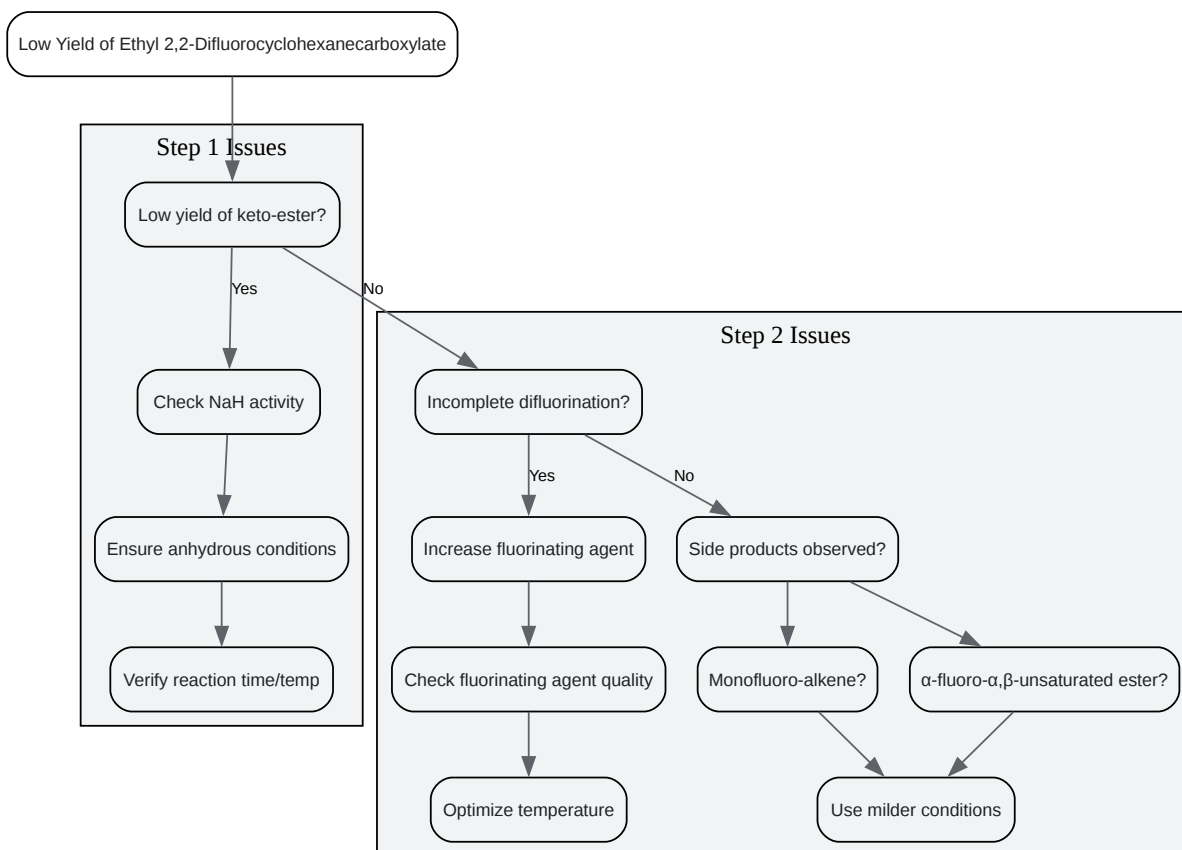 Low Yield of Ethyl 2,2-Difluorocyclohexanecarboxylate
Step 1 Issues
Low yield of keto-ester?
Yes
No
Step 2 Issues
Check NaH activity
Incomplete difluorination?
Yes
No
Ensure anhydrous conditions
Increase fluorinating agent
Side products observed?
Verify reaction time/temp
Check fluorinating agent quality
Monofluoro-alkene?
α-fluoro-α,β-unsaturated ester?
Optimize temperature
Use milder conditions